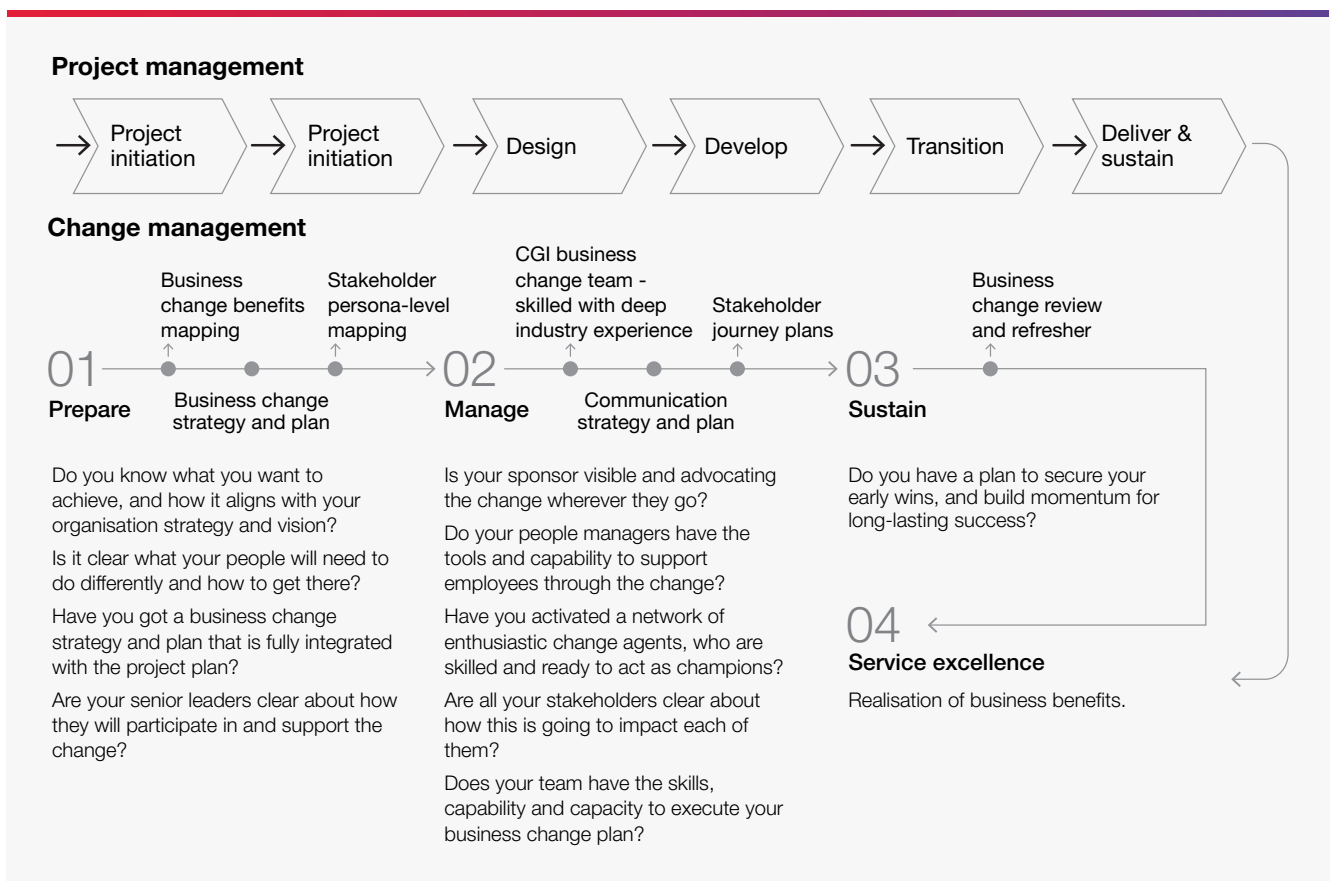 Project management
Project
initiation
Project
initiation
Design
Develop
Transition
Deliver &
sustain
Change management
Business
change benefits
mapping
Stakeholder
persona-level
mapping
CGI business
change team -
skilled with deep
industry experience
Stakeholder
journey plans
Business
change review
and refresher
01
Prepare
Business change
strategy and plan
02
Manage
Communication
strategy and plan
03
Sustain
Do you know what you want to
achieve, and how it aligns with your
organisation strategy and vision?
Is it clear what your people will need to
do differently and how to get there?
Have you got a business change
strategy and plan that is fully integrated
with the project plan?
Are your senior leaders clear about how
they will participate in and support the
change?
Is your sponsor visible and advocating
the change wherever they go?
Do your people managers have the
tools and capability to support
employees through the change?
Have you activated a network of
enthusiastic change agents, who are
skilled and ready to act as champions?
Are all your stakeholders clear about
how this is going to impact each of
them?
Does your team have the skills,
capability and capacity to execute your
business change plan?
Do you have a plan to secure your
early wins, and build momentum for
long-lasting success?
04
Service excellence
Realisation of business benefits.